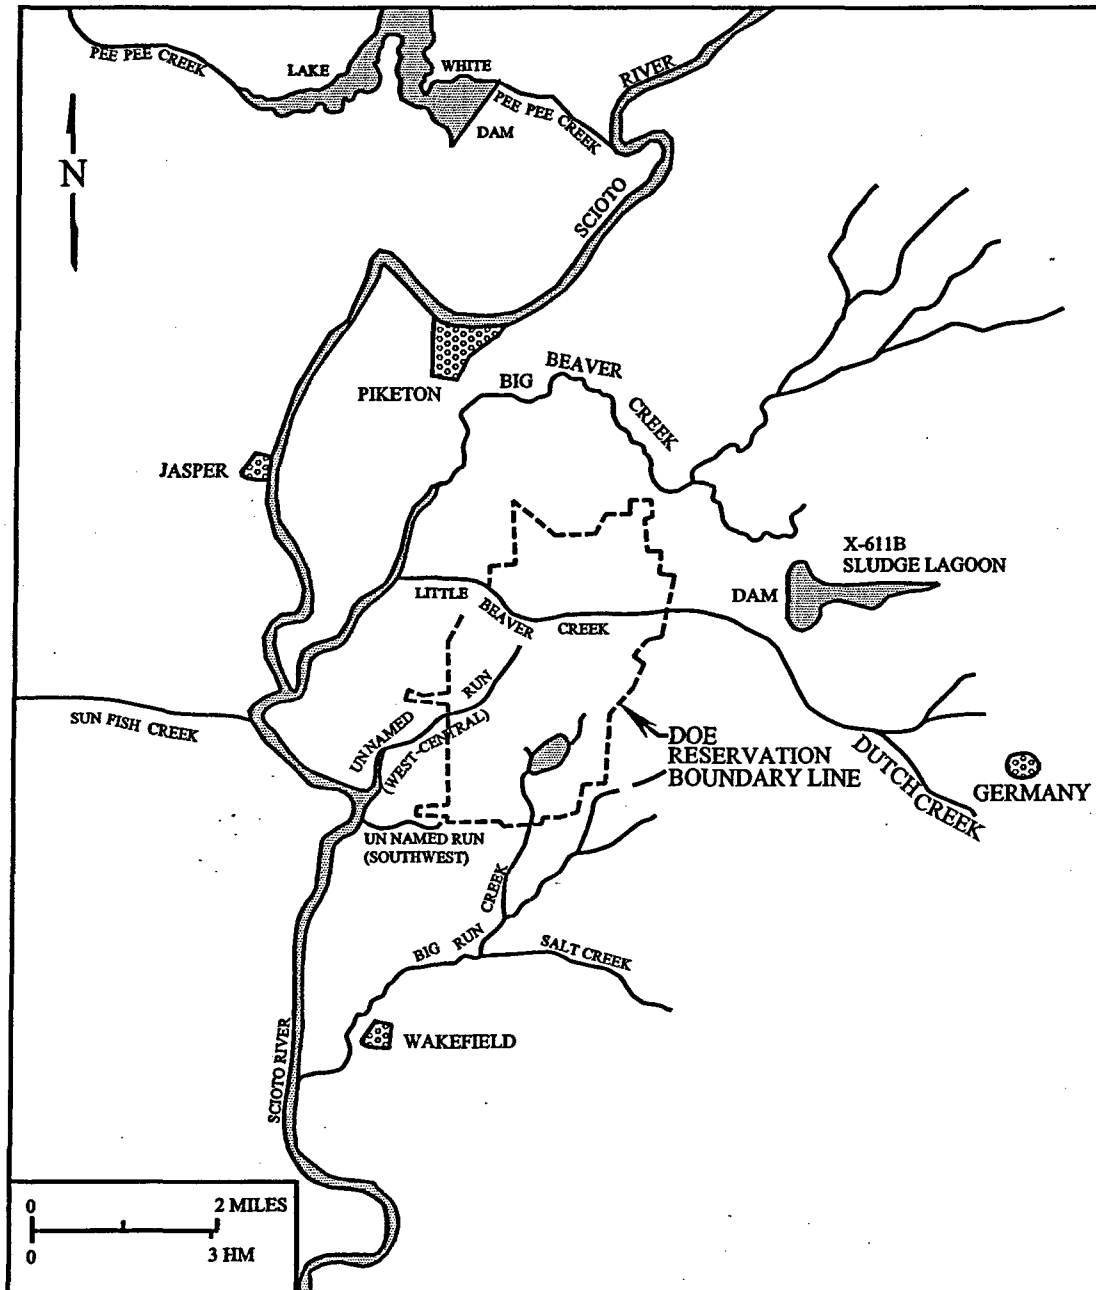 PEE PEE CREEK
LAKE
WHITE
RIVER
PEE PEE CREEK
DAM
N
SCIOTO
PIKETON
BIG
BEAVER
CREEK
JASPER
X-611B
SLUDGE LAGOON
DAM
LITTLE
BEAVER
CREEK
SUN FISH CREEK
UN NAMED
RUN
(WEST-CENTRAL)
DOE
RESERVATION
BOUNDARY LINE
DUTCH CREEK
GERMANY
UN NAMED RUN
(SOUTHWEST)
BIG RUN CREEK
SALT CREEK
WAKEFIELD
SCIOTO RIVER
0
2 MILES
0
3 HM